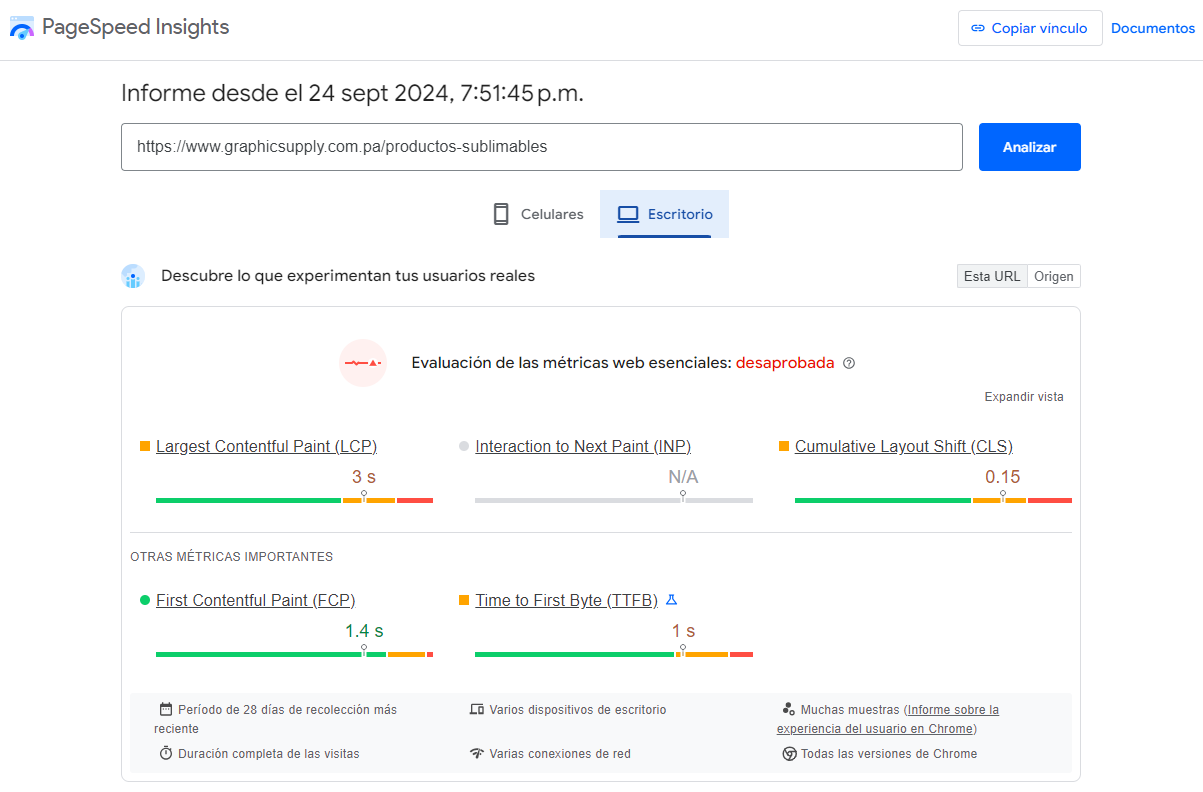 PageSpeed Insights
Copiar vínculo
Documentos
Informe desde el 24 sept 2024, 7:51:45 p.m.
https://www.graphicsupply.com.pa/productos-sublimables
Analizar
Celulares
Escritorio
Descubre lo que experimentan tus usuarios reales
Esta URL
Origen
Evaluación de las métricas web esenciales: desaprobada
Expandir vista
Largest Contentful Paint (LCP)
3 s
Interaction to Next Paint (INP)
N/A
Cumulative Layout Shift (CLS)
0.15
OTRAS MÉTRICAS IMPORTANTES
First Contentful Paint (FCP)
1.4 s
Time to First Byte (TTFB)
1 s
Período de 28 días de recolección más
reciente
Varios dispositivos de escritorio
Muchas muestras (Informe sobre la
experiencia del usuario en Chrome)
Duración completa de las visitas
Varias conexiones de red
Todas las versiones de Chrome